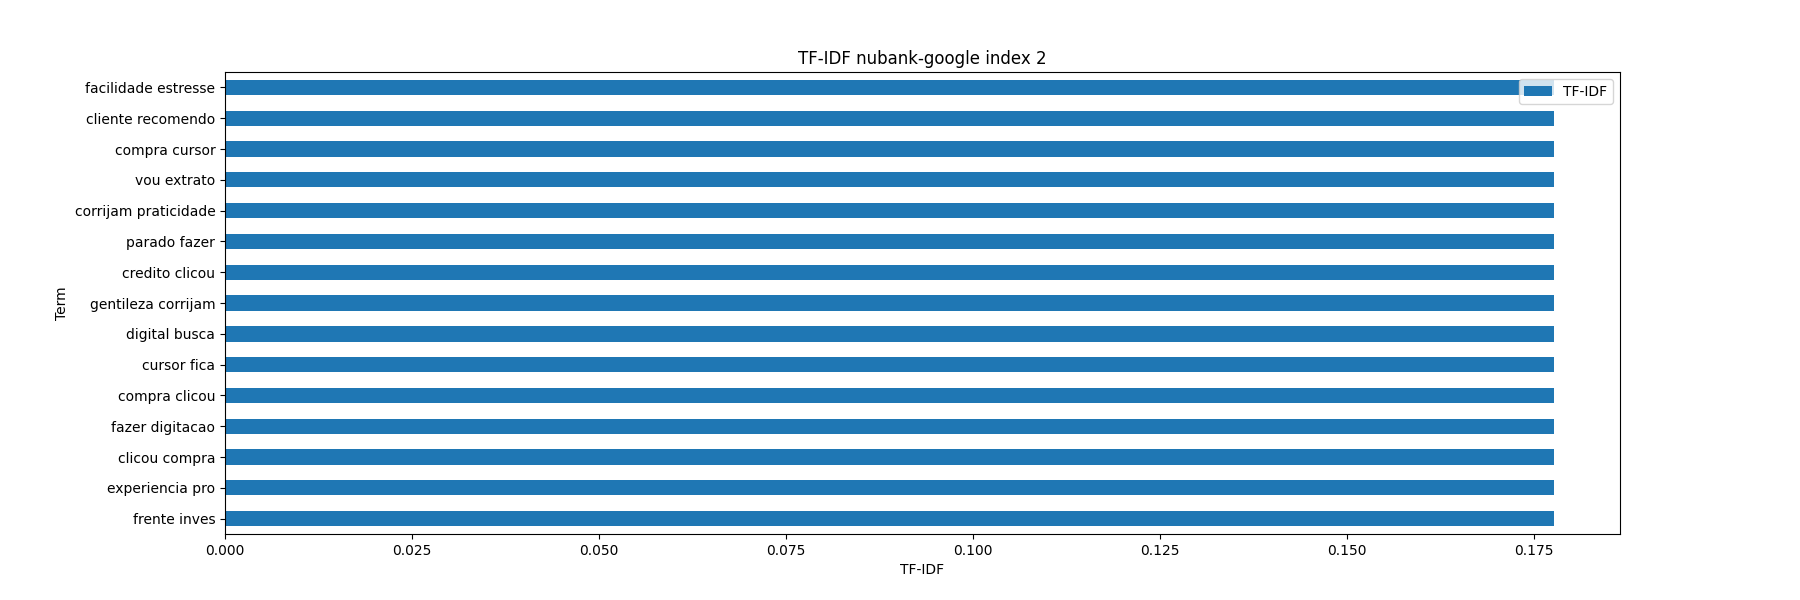 TF-IDF nubank-google index 2
TF-IDF
facilidade estresse
cliente recomendo
compra cursor
vou extrato
corrijam praticidade
parado fazer
credito clicou
gentileza corrijam
digital busca
cursor fica
compra clicou
fazer digitacao
clicou compra
experiencia pro
frente inves
Term
0.000 0.025 0.050 0.075 0.100 0.125 0.150 0.175
TF-IDF